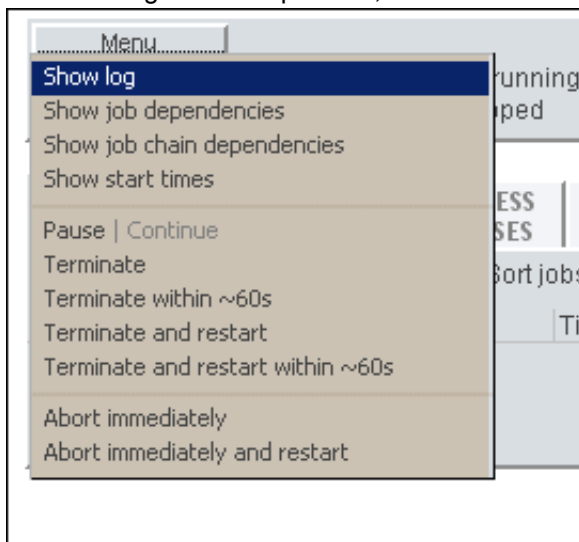 Menu
Show log
running
Show job dependencies
Show job chain dependencies
Show start times
Pause | Continue
Terminate
Sort jobs
Terminate within ~60s
Terminate and restart
Terminate and restart within ~60s
Abort immediately
Abort immediately and restart